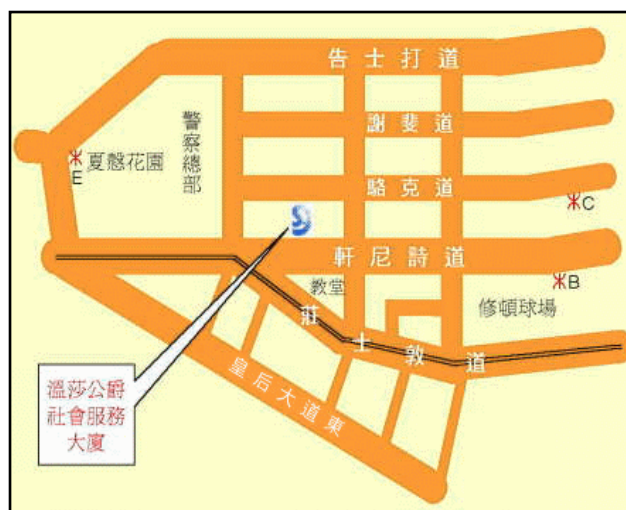 告士打道
謝斐道
警察總部
夏慤花園
E
駱克道
C
軒尼詩道
教堂
B
修頓球場
莊士敦道
皇后大道東
溫莎公爵
社會服務
大廈